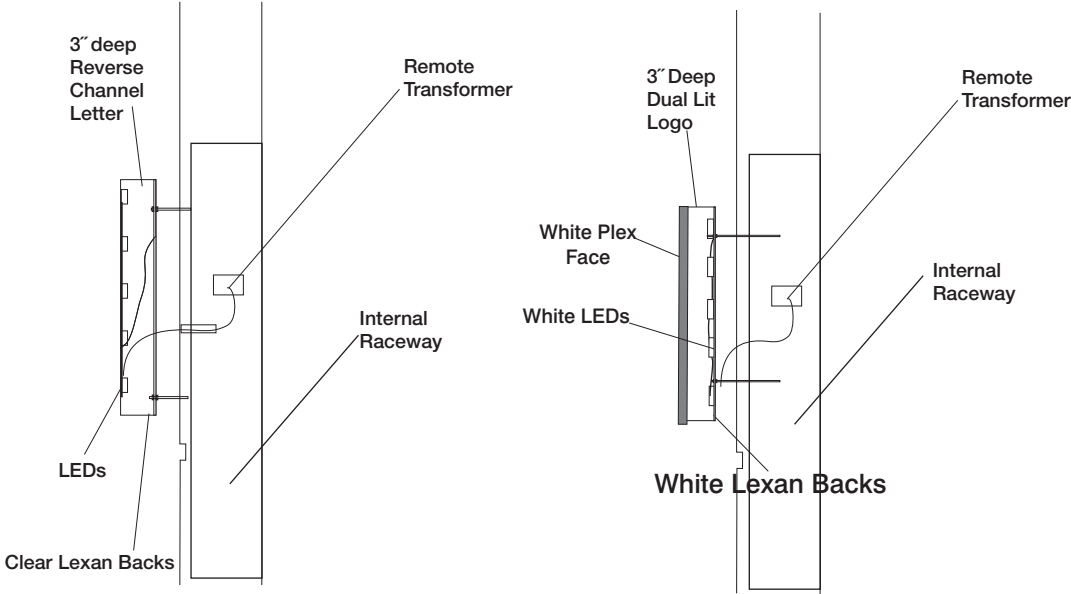 3˝ deep
Reverse
Channel
Letter
Remote
Transformer
Internal
Raceway
LEDs
Clear Lexan Backs
3˝ Deep
Dual Lit
Logo
Remote
Transformer
White Plex
Face
Internal
Raceway
White LEDs
White Lexan Backs